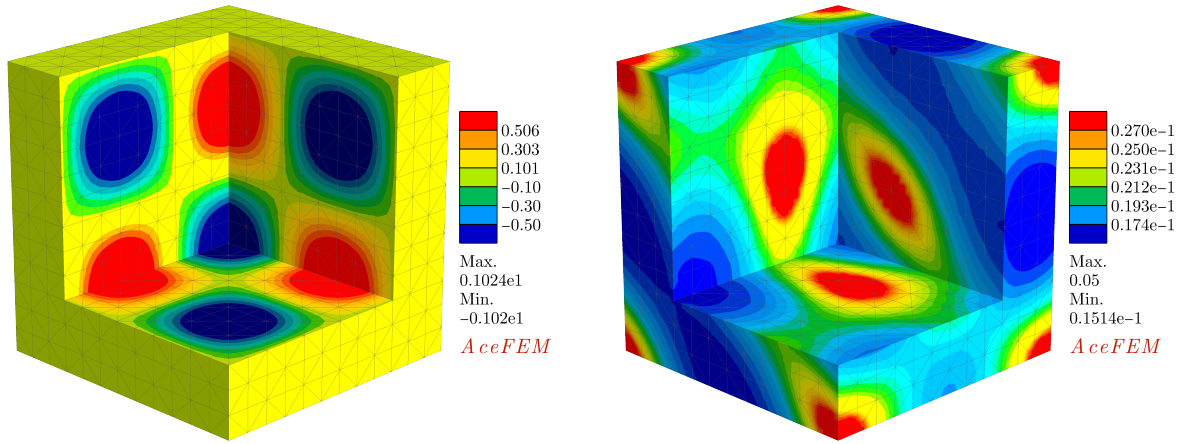 0.506
0.303
0.101
−0.10
−0.30
−0.50
Max.
0.1024e1
Min.
−0.102e1
AceFEM
0.270e−1
0.250e−1
0.231e−1
0.212e−1
0.193e−1
0.174e−1
Max.
0.05
Min.
0.1514e−1
AceFEM